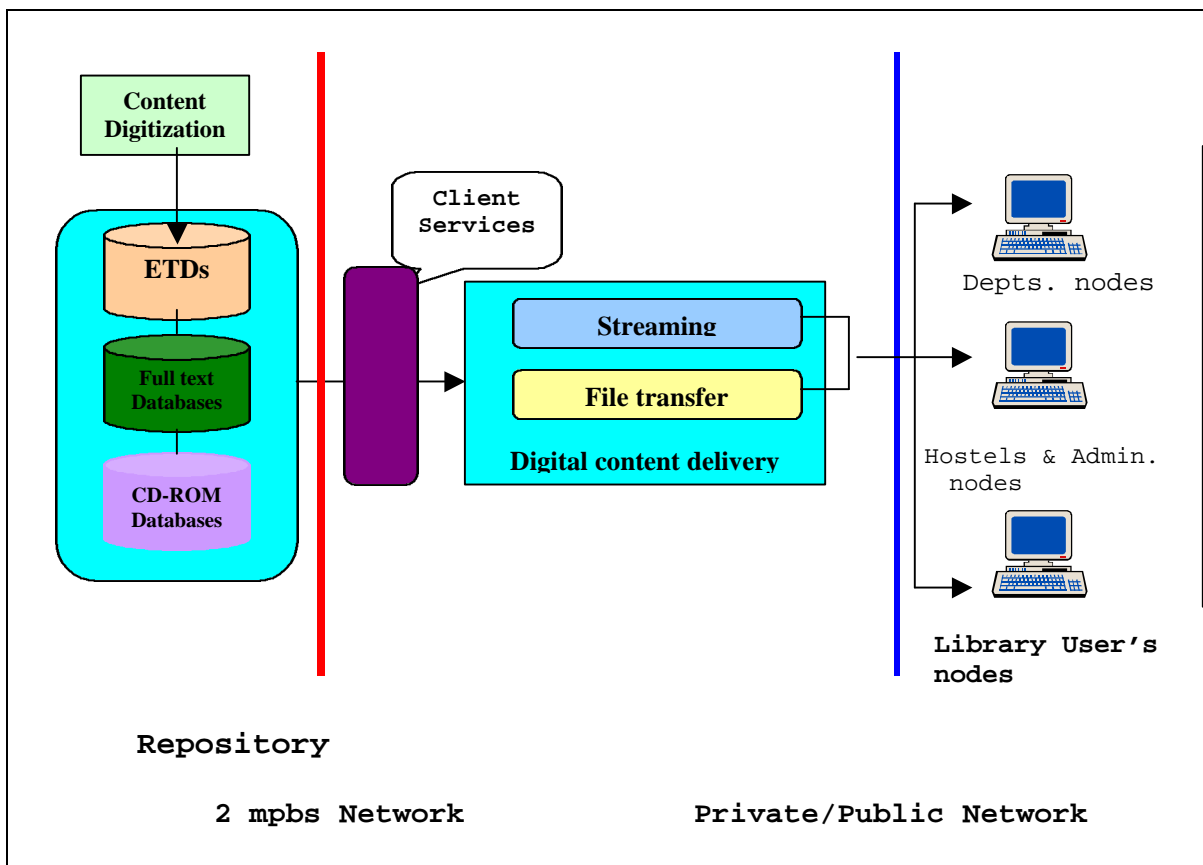 Content
Digitization
Client
Services
ETDs
Full text
Databases
CD-ROM
Databases
Streaming
File transfer
Digital content delivery
Depts. nodes
Hostels & Admin.
nodes
Library User’s
nodes
Repository
2 mpbs Network
Private/Public Network